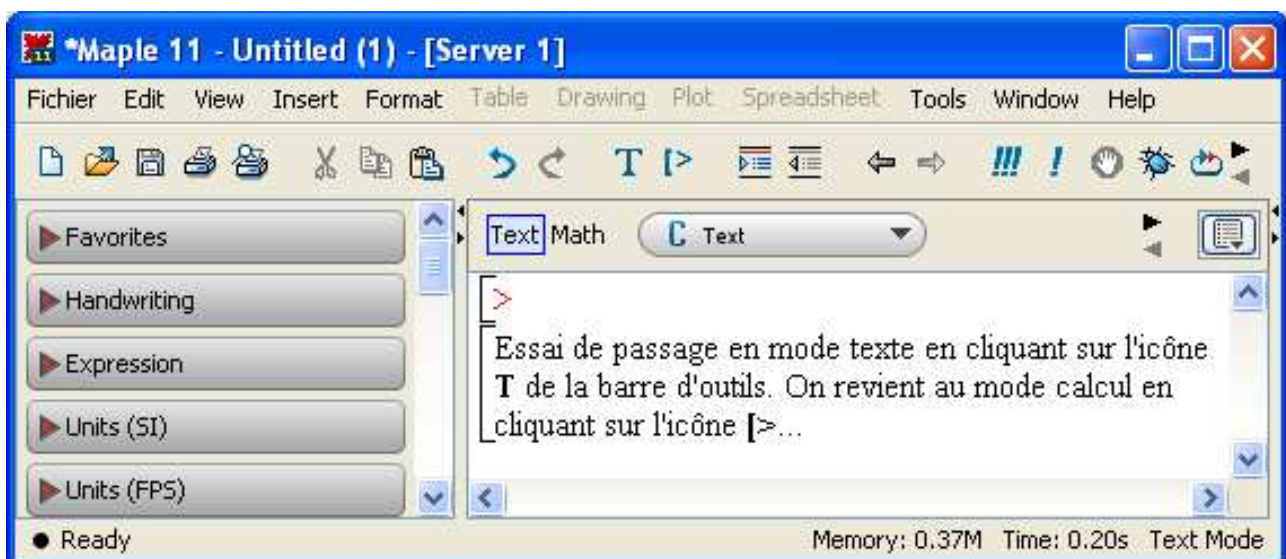 *Maple 11 - Untitled (1) - [Server 1]
Fichier Edit View Insert Format Table Drawing Plot Spreadsheet Tools Window Help
T [> !!! !
Favorites
Handwriting
Expression
Units (SI)
Units (FPS)
Text Math C Text
>
Essai de passage en mode texte en cliquant sur l'icône
T de la barre d'outils. On revient au mode calcul en
cliquant sur l'icône [>...
Ready Memory: 0.37M Time: 0.20s Text Mode